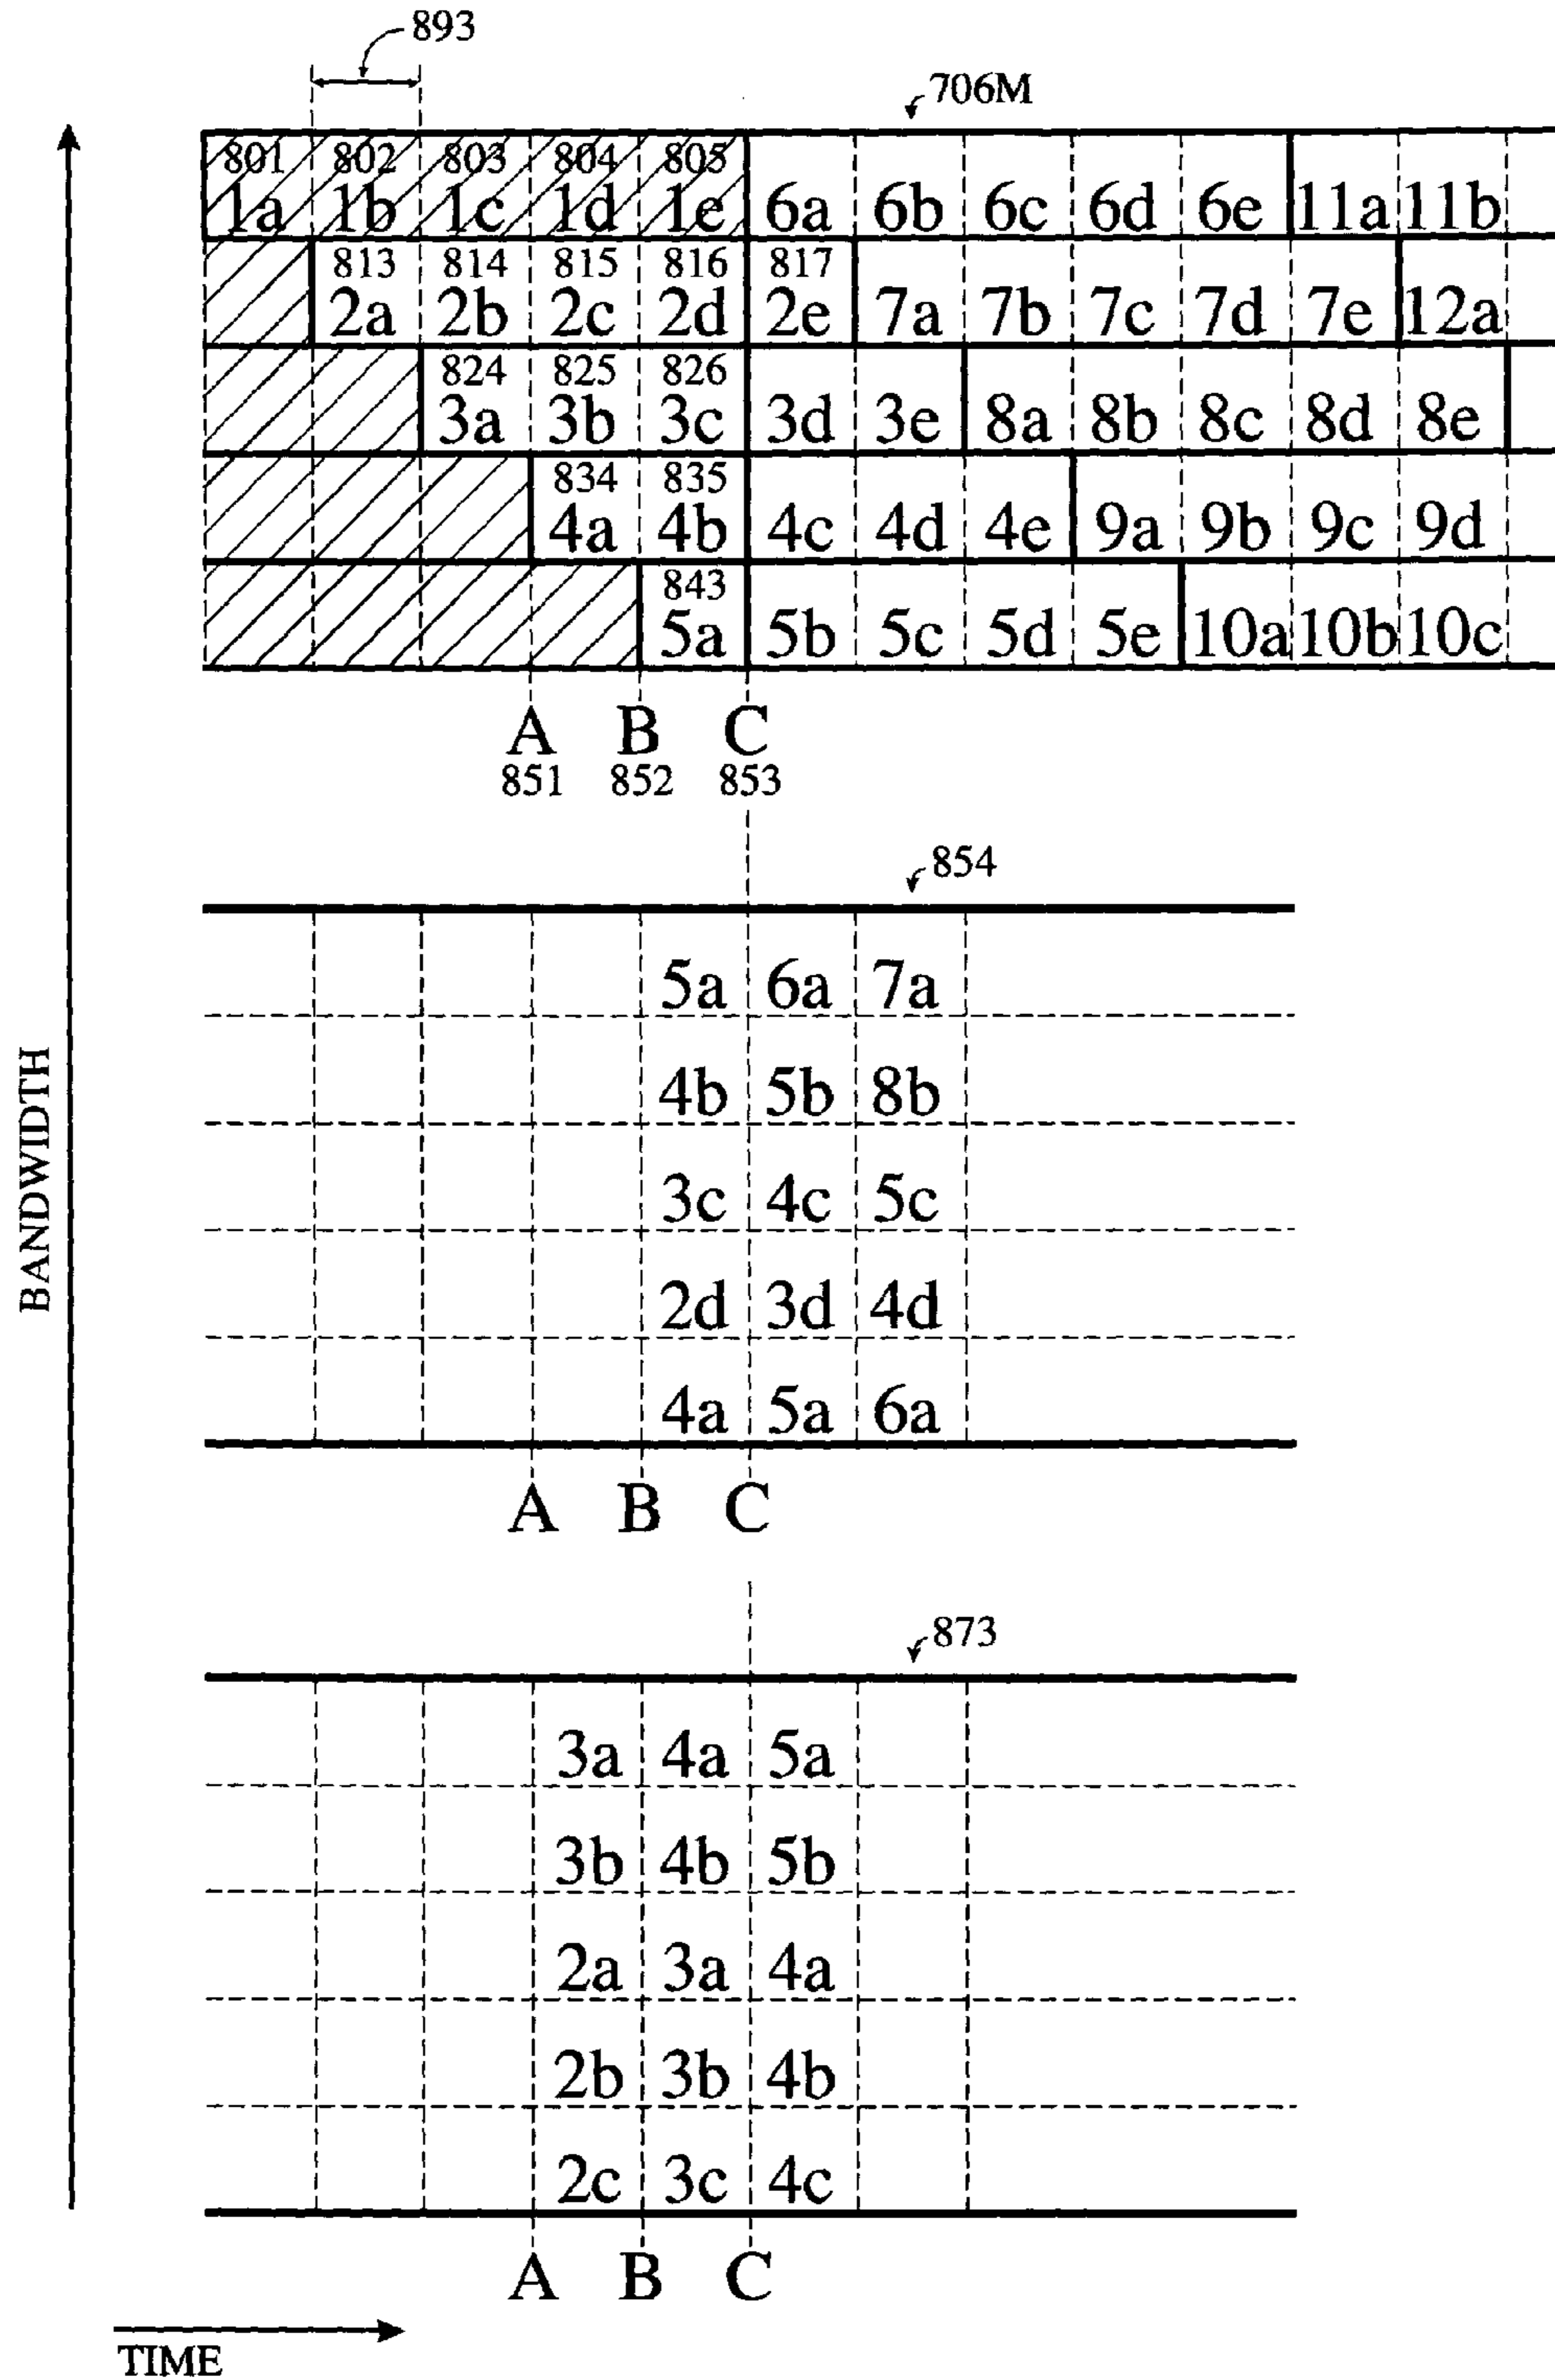 893
706M
801 802 803 804 805
1a 1b 1c 1d 1e 6a 6b 6c 6d 6e 11a 11b
813 814 815 816 817
2a 2b 2c 2d 2e 7a 7b 7c 7d 7e 12a
824 825 826
3a 3b 3c 3d 3e 8a 8b 8c 8d 8e
834 835
4a 4b 4c 4d 4e 9a 9b 9c 9d
843
5a 5b 5c 5d 5e 10a 10b 10c
A B C
851 852 853
854
5a 6a 7a
4b 5b 8b
3c 4c 5c
2d 3d 4d
4a 5a 6a
A B C
BANDWIDTH
873
3a 4a 5a
3b 4b 5b
2a 3a 4a
2b 3b 4b
2c 3c 4c
A B C
TIME